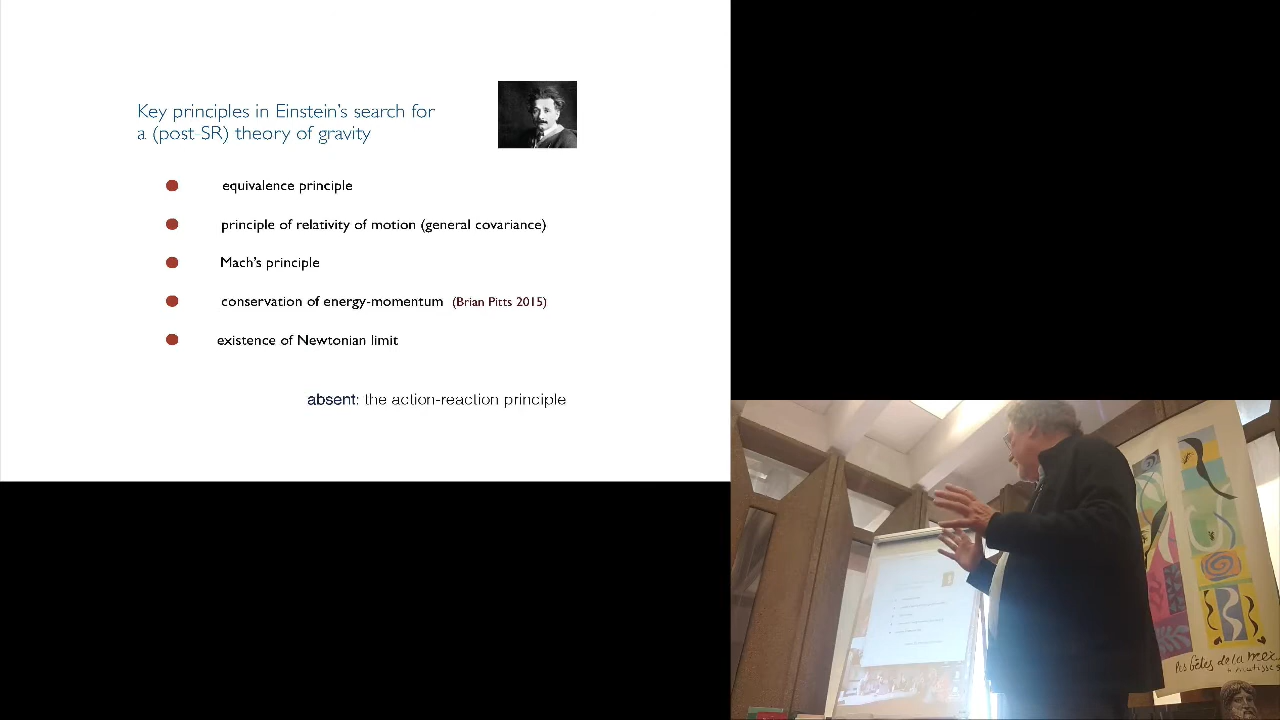 Key principles in Einstein's search for
a (post-SR) theory of gravity
equivalence principle
principle of relativity of motion (general covariance)
Mach's principle
conservation of energy-momentum (Brian Pitts 2015)
existence of Newtonian limit
absent: the action-reaction principle
de la mer